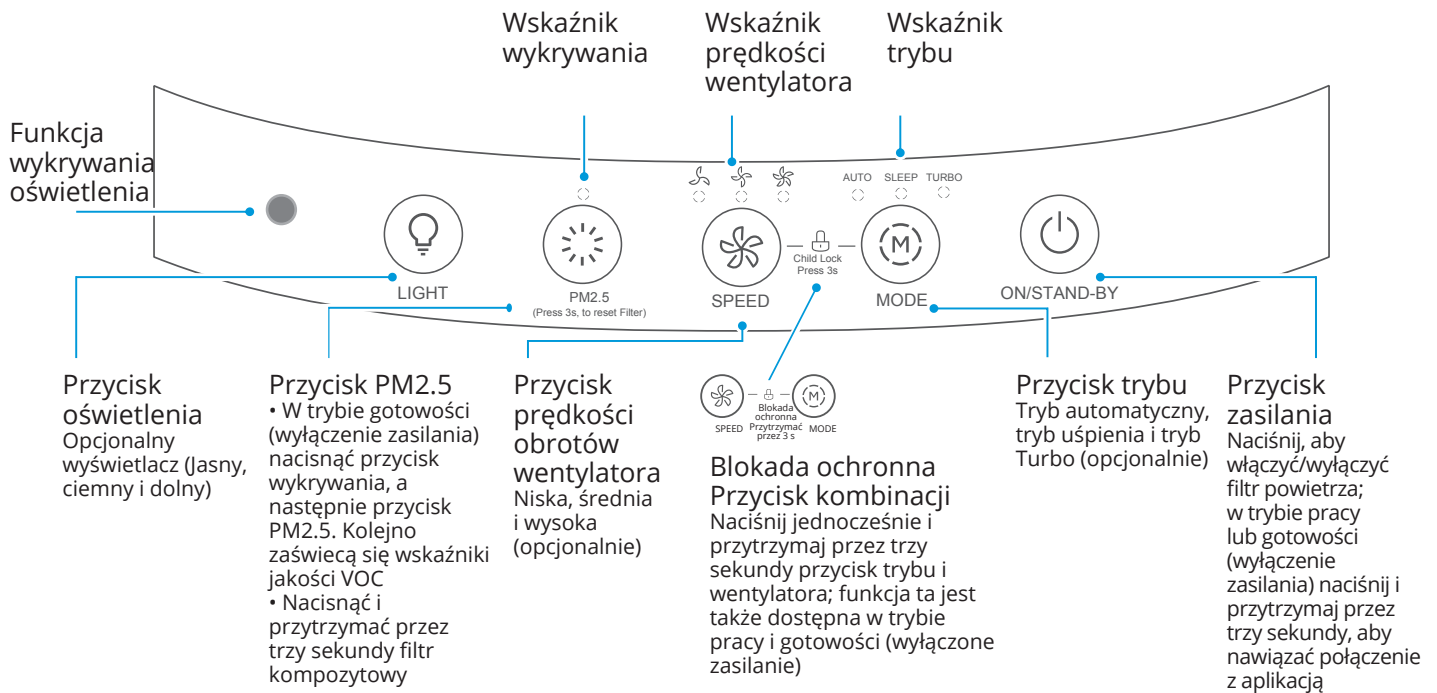 Wskaźnik
wykrywania
Wskaźnik
prędkości
wentylatora
Wskaźnik
trybu
Funkcja
wykrywania
oświetlenia
AUTO SLEEP TURBO
Child Lock
Press 3s
LIGHT
PM2.5
(Press 3s, to reset Filter)
SPEED
M
MODE
ON/STAND-BY
Przycisk
oświetlenia
Opcjonalny
wyświetlacz (Jasny,
ciemny i dolny)
Przycisk PM2.5
• W trybie gotowości
(wyłączenie zasilania)
nacisnąć przycisk
wykrywania, a
następnie przycisk
PM2.5. Kolejno
zaświecą się wskaźniki
jakości VOC
• Nacisnąć i
przytrzymać przez
trzy sekundy filtr
kompozytowy
Przycisk
prędkości
obrotów
wentylatora
Niska, średnia
i wysoka
(opcjonalnie)
M
SPEED
Blokada
ochronna
Przytrzymać
przez 3 s
MODE
Blokada ochronna
Przycisk kombinacji
Naciśnij jednocześnie i
przytrzymaj przez trzy
sekundy przycisk trybu i
wentylatora; funkcja ta jest
także dostępna w trybie
pracy i gotowości (wyłączone
zasilanie)
Przycisk trybu
Tryb automatyczny,
tryb uśpienia i tryb
Turbo (opcjonalnie)
Przycisk
zasilania
Naciśnij, aby
włączyć/wyłączyć
filtr powietrza;
w trybie pracy
lub gotowości
(wyłączenie
zasilania) naciśnij i
przytrzymaj przez
trzy sekundy, aby
nawiązać połączenie
z aplikacją